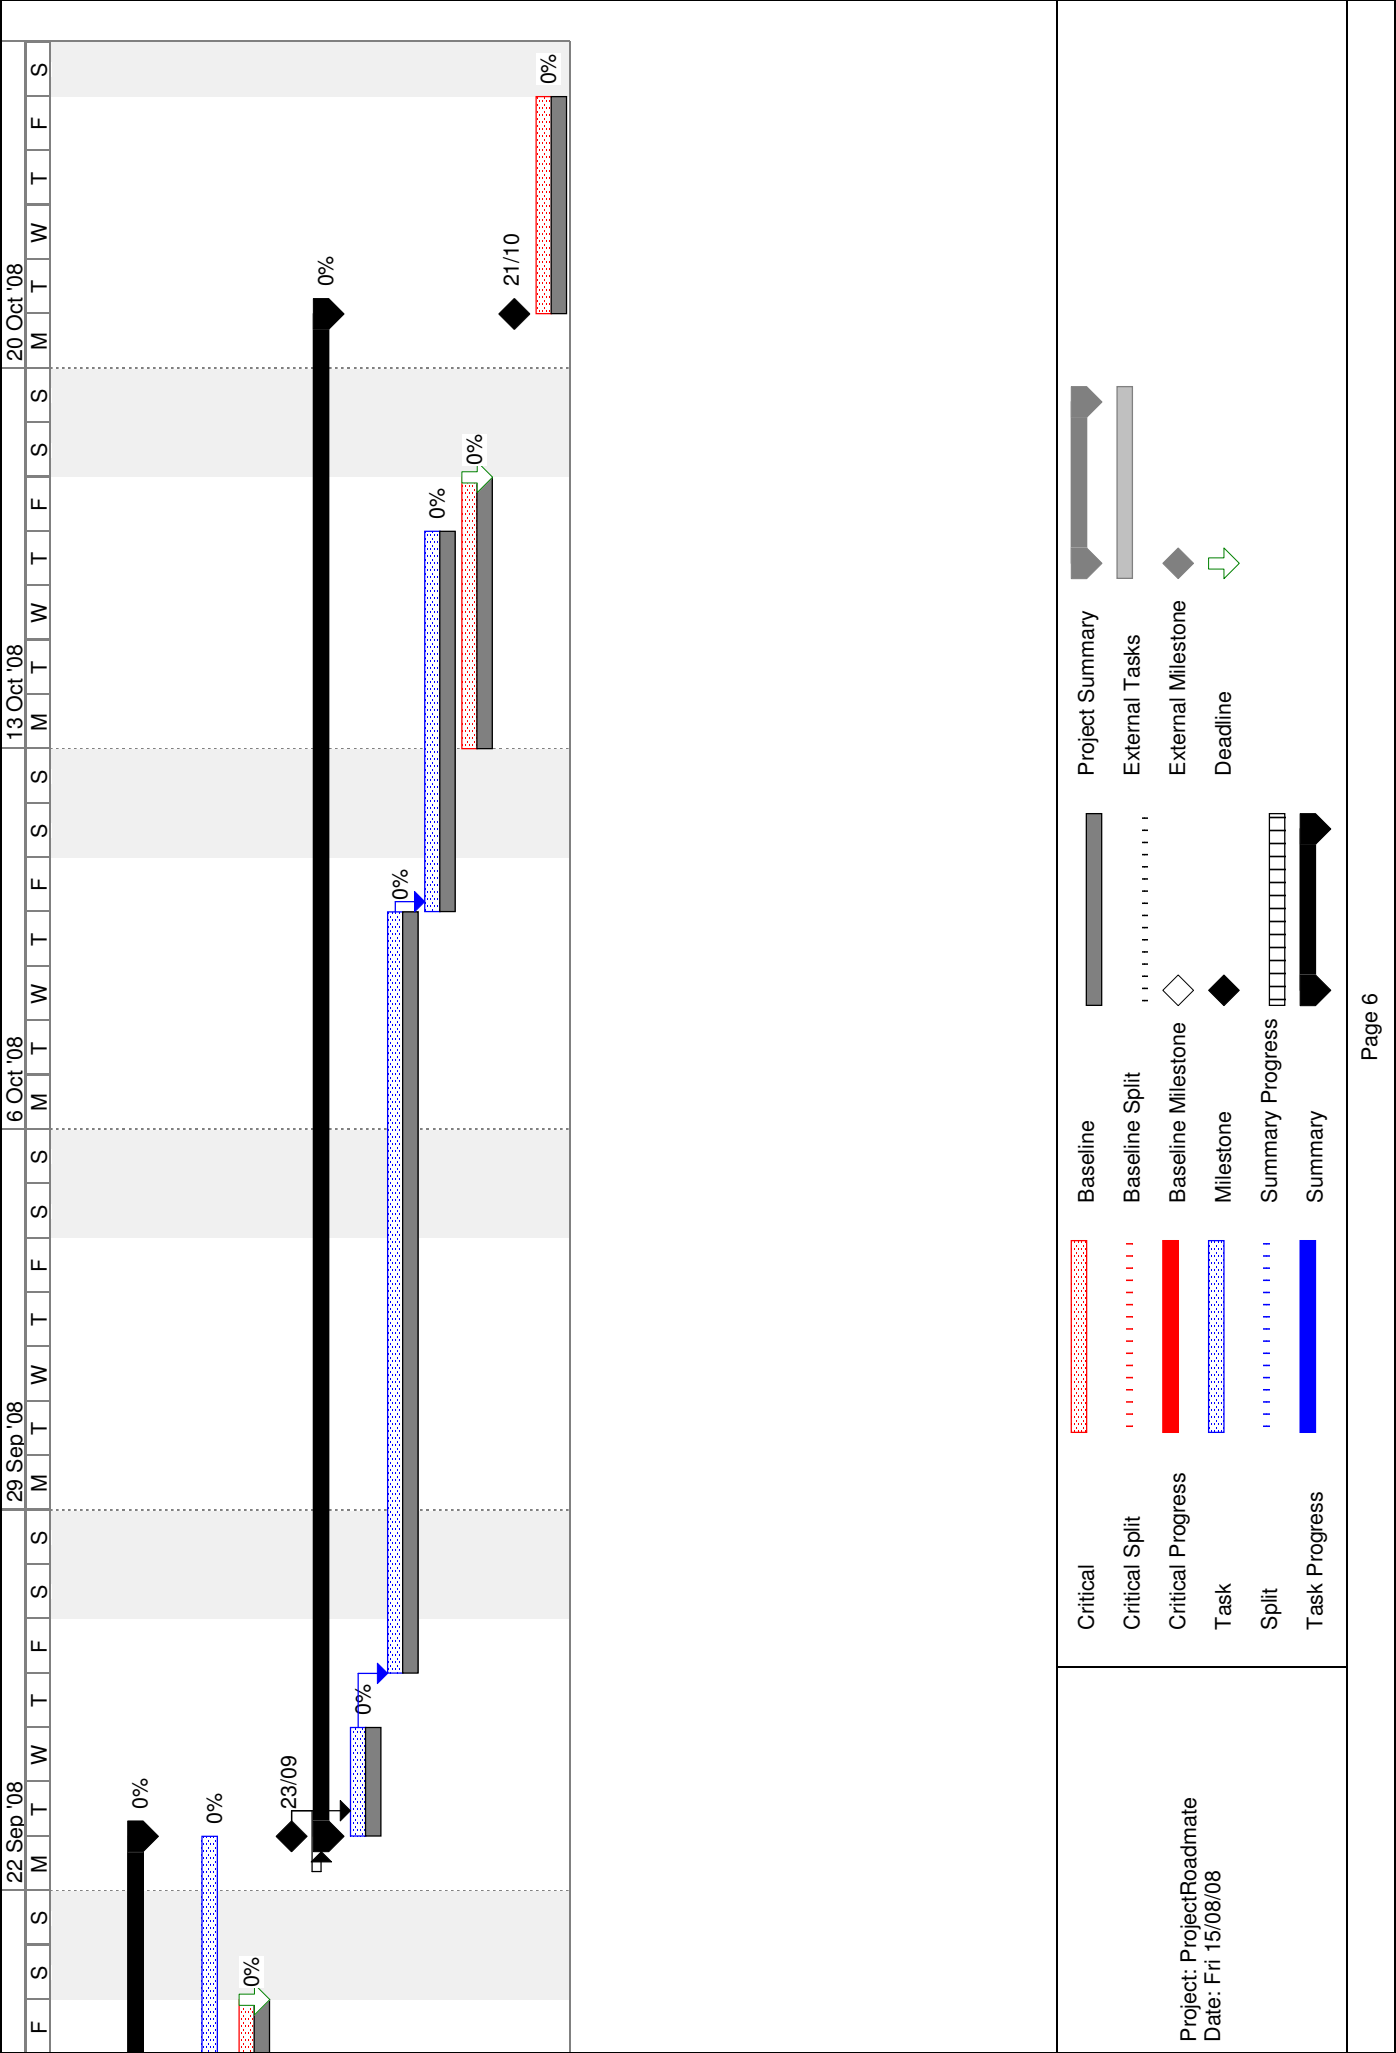 22 Sep '08 29 Sep '08 6 Oct '08 13 Oct '08 20 Oct '08
F S S M T W T F S S M T W T F S S M T W T F S S M T W T F S S M T W T F S
0%
0%
0%
23/09
0%
0%
0%
0%
0%
21/10
0%
Project: ProjectRoadmate
Date: Fri 15/08/08
Critical
Critical Split
Critical Progress
Task
Split
Task Progress
Baseline
Baseline Split
Baseline Milestone
Milestone
Summary Progress
Summary
Project Summary
External Tasks
External Milestone
Deadline
Page 6